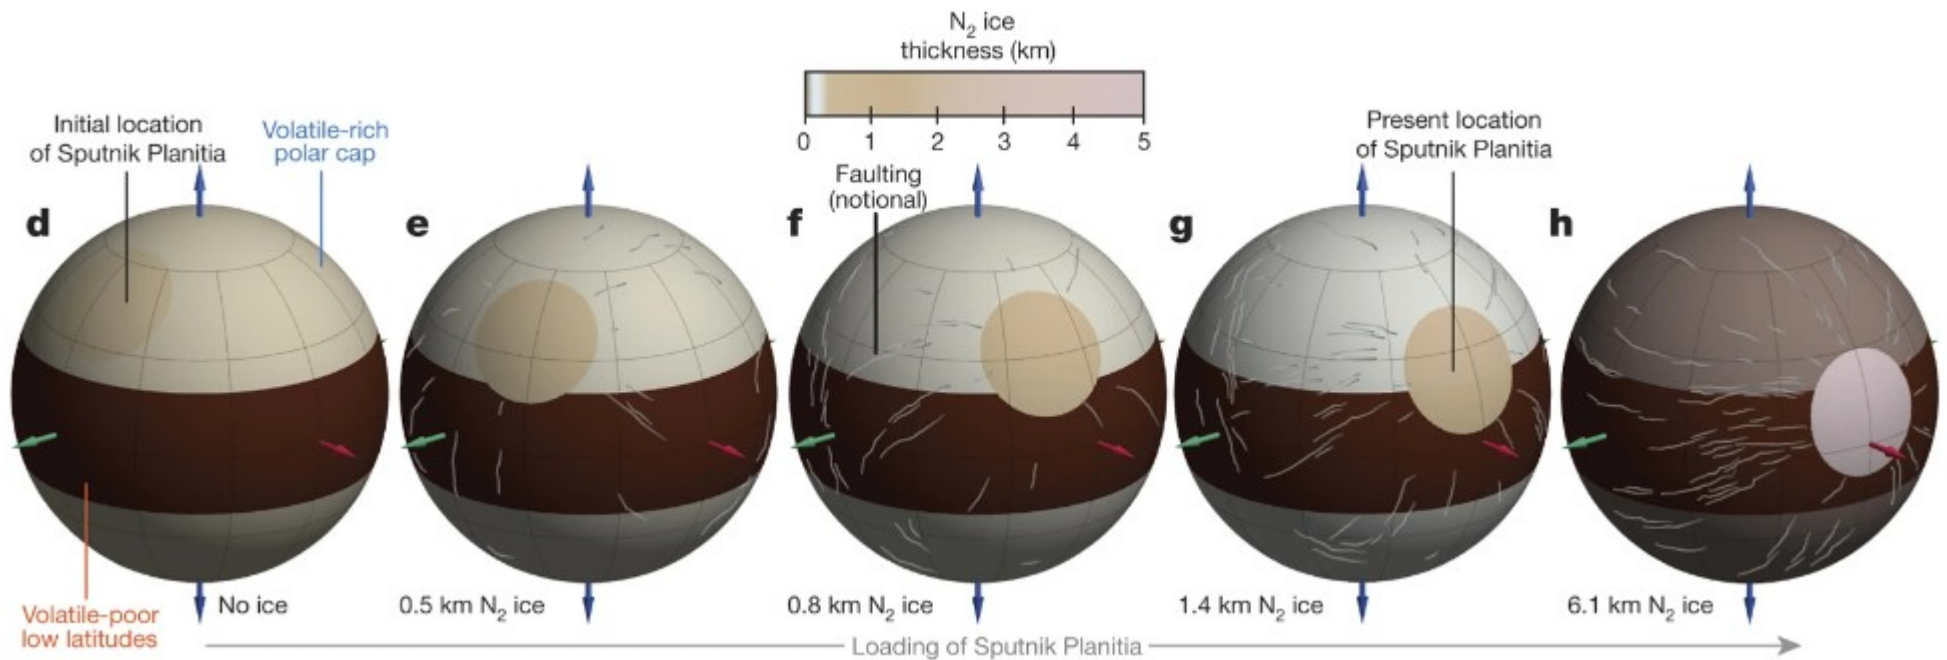 N₂ ice
thickness (km)
0 1 2 3 4 5
Initial location
of Sputnik Planitia
Volatile-rich
polar cap
Faulting
(notional)
Present location
of Sputnik Planitia
d e f g h
Volatile-poor
low latitudes
No ice
0.5 km N₂ ice
0.8 km N₂ ice
1.4 km N₂ ice
6.1 km N₂ ice
Loading of Sputnik Planitia